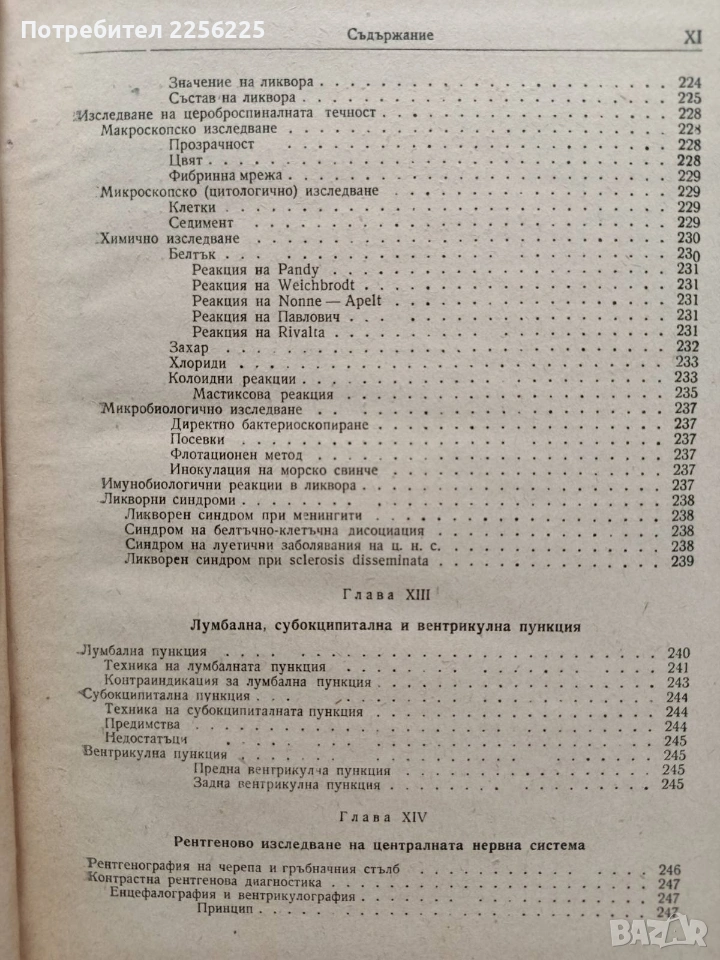 Потребител 2256225
Съдържание XI
Значение на ликвора 224
Състав на ликвора 225
Изследване на цероброспиналната течност 228
Макроскопско изследване 228
Прозрачност 228
Цвят 228
Фибринна мрежа 229
Микроскопско (цитологично) изследване 229
Клетки 229
Седимент 229
Химично изследване 230
Белтък 230
Реакция на Pandy 231
Реакция на Weichbrodt 231
Реакция на Nonne — Apelt 231
Реакция на Павлович 231
Реакция на Rivalta 231
Захар 232
Хлориди 233
Колоидни реакции 233
Мастиксова реакция 235
Микробиологично изследване 237
Директно бактериоскопиране 237
Посевки 237
Флотационен метод 237
Инокулация на морско свинче 237
Имунобиологични реакции в ликвора 237
Ликворни синдроми 238
Ликворен синдром при менингити 238
Синдром на белтъчно-клетъчна дисоциация 238
Синдром на луетични заболявания на ц. н. с. 238
Ликворен синдром при sclerosis disseminata 239
Глава XIII
Лумбална, субокципитална и вентрикулна пункция
Лумбална пункция 240
Техника на лумбалната пункция 241
Контраиндикация за лумбална пункция 243
Субокципитална пункция 244
Техника на субокципиталната пункция 244
Предимства 244
Недостатъци 245
Вентрикулна пункция 245
Предна вентрикулна пункция 245
Задна вентрикулна пункция 245
Глава XIV
Рентгеново изследване на централната нервна система
Рентгенография на черепа и гръбначния стълб 246
Контрастна рентгенова диагностика 247
Енцефалография и вентрикулография 247
Принцип 247
BAZAR